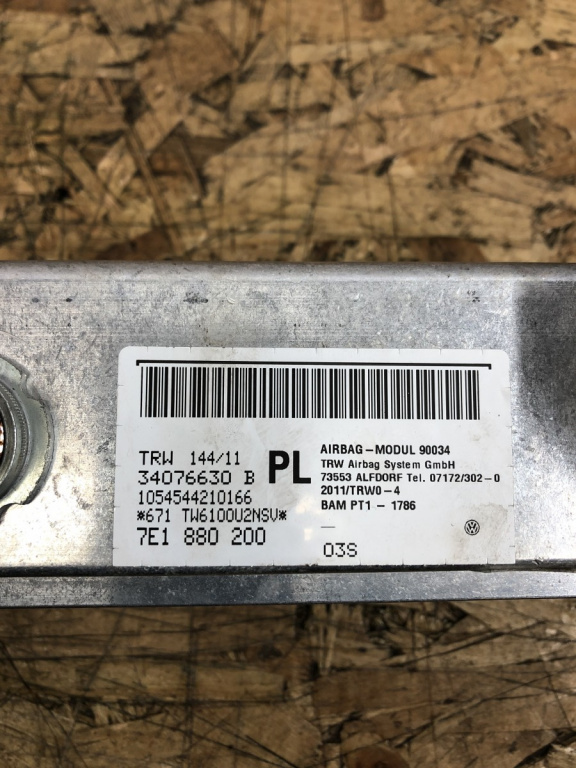 TRW 144/11
34076630 B
1054544210166
*671 TW6100U2NSV*
7E1 880 200
PL
AIRBAG-MODUL 90034
TRW Airbag System GmbH
73553 ALFDORF Tel. 07172/302-0
2011/TRW0-4
BAM PT1 - 1786
—
03S